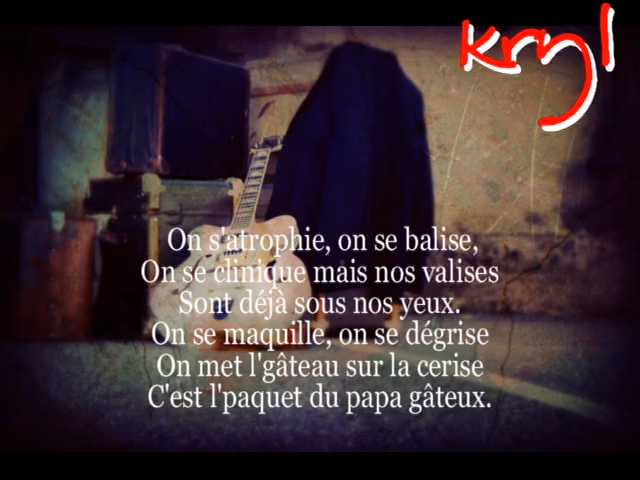 kryl
On s'atrophie, on se balise,
On se clinique mais nos valises
Sont déjà sous nos yeux.
On se maquille, on se dégrise
On met l'gâteau sur la cerise
C'est l'paquet du papa gâteux.